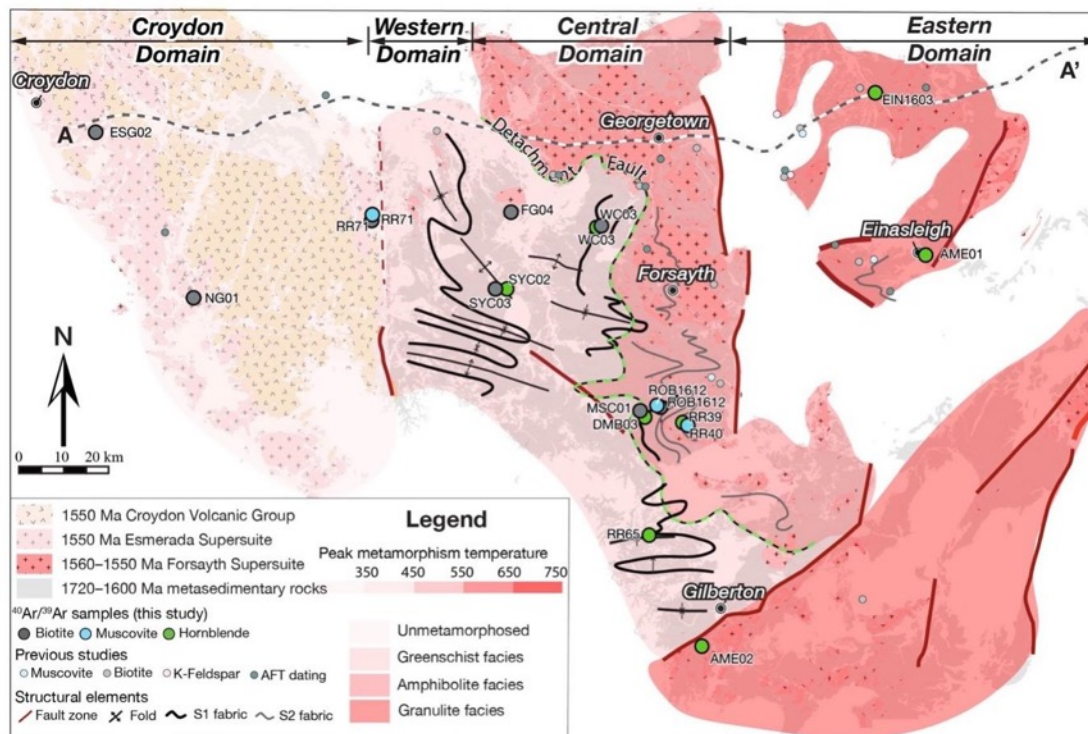 Croydon Domain
Western Domain
Central Domain
Eastern Domain
A'
Croydon
A
ESG02
Georgetown
EIN1603
Detachment Fault
RR71
RR71
FG04
WC03
WC03
Einasleigh
AME01
NG01
SYC02
SYC03
Forsayth
N
0 10 20 km
MSC01
DMB03
ROB1612
ROB1612
RR39
RR40
RR65
Gilberton
AME02
1550 Ma Croydon Volcanic Group
1550 Ma Esmerada Supersuite
1560–1550 Ma Forsayth Supersuite
1720–1600 Ma metasedimentary rocks
Legend
Peak metamorphism temperature
350 450 550 650 750
⁴⁰Ar/³⁹Ar samples (this study)
Biotite Muscovite Hornblende
Previous studies
Muscovite Biotite K-Feldspar AFT dating
Structural elements
Fault zone Fold S1 fabric S2 fabric
Unmetamorphosed
Greenschist facies
Amphibolite facies
Granulite facies